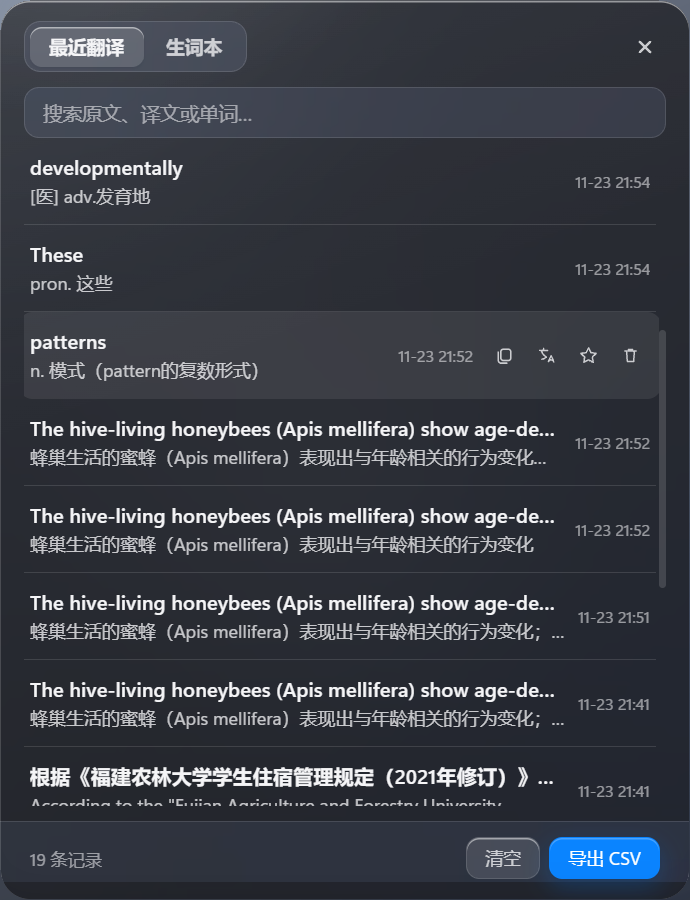 最近翻译 生词本
搜索原文、译文或单词...
developmentally
[医] adv.发育地
11-23 21:54
These
pron. 这些
11-23 21:54
patterns
n. 模式（pattern的复数形式）
11-23 21:52
The hive-living honeybees (Apis mellifera) show age-de...
蜂巢生活的蜜蜂（Apis mellifera）表现出与年龄相关的行为变化...
11-23 21:52
The hive-living honeybees (Apis mellifera) show age-de...
蜂巢生活的蜜蜂（Apis mellifera）表现出与年龄相关的行为变化
11-23 21:52
The hive-living honeybees (Apis mellifera) show age-de...
蜂巢生活的蜜蜂（Apis mellifera）表现出与年龄相关的行为变化；...
11-23 21:51
The hive-living honeybees (Apis mellifera) show age-de...
蜂巢生活的蜜蜂（Apis mellifera）表现出与年龄相关的行为变化；...
11-23 21:41
根据《福建农林大学学生住宿管理规定（2021年修订）》...
According to the "Fujian Agriculture and Forestry University
11-23 21:41
19 条记录
清空
导出 CSV